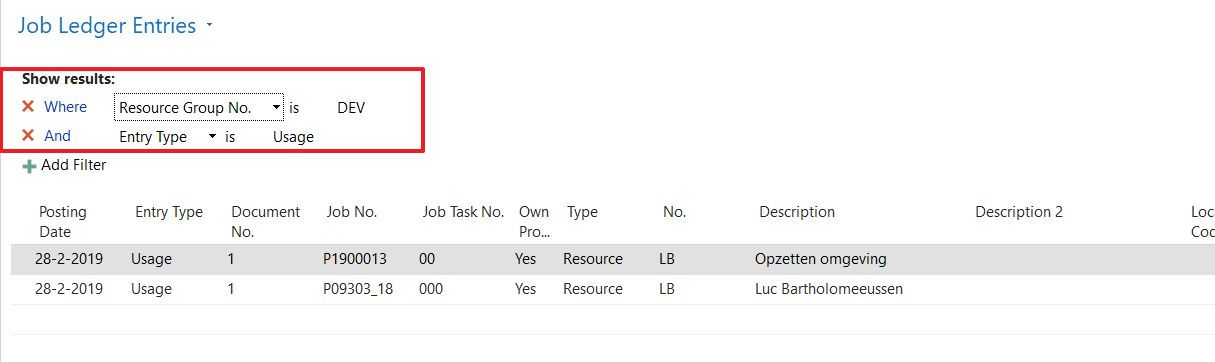 Job Ledger Entries
Show results:
Where Resource Group No. is DEV
And Entry Type is Usage
Add Filter
Posting Date Entry Type Document No. Job No. Job Task No. Own Pro... Type No. Description Description 2 Loca Coc
28-2-2019 Usage 1 P1900013 00 Yes Resource LB Opzetten omgeving
28-2-2019 Usage 1 P09303_18 000 Yes Resource LB Luc Bartholomeeussen